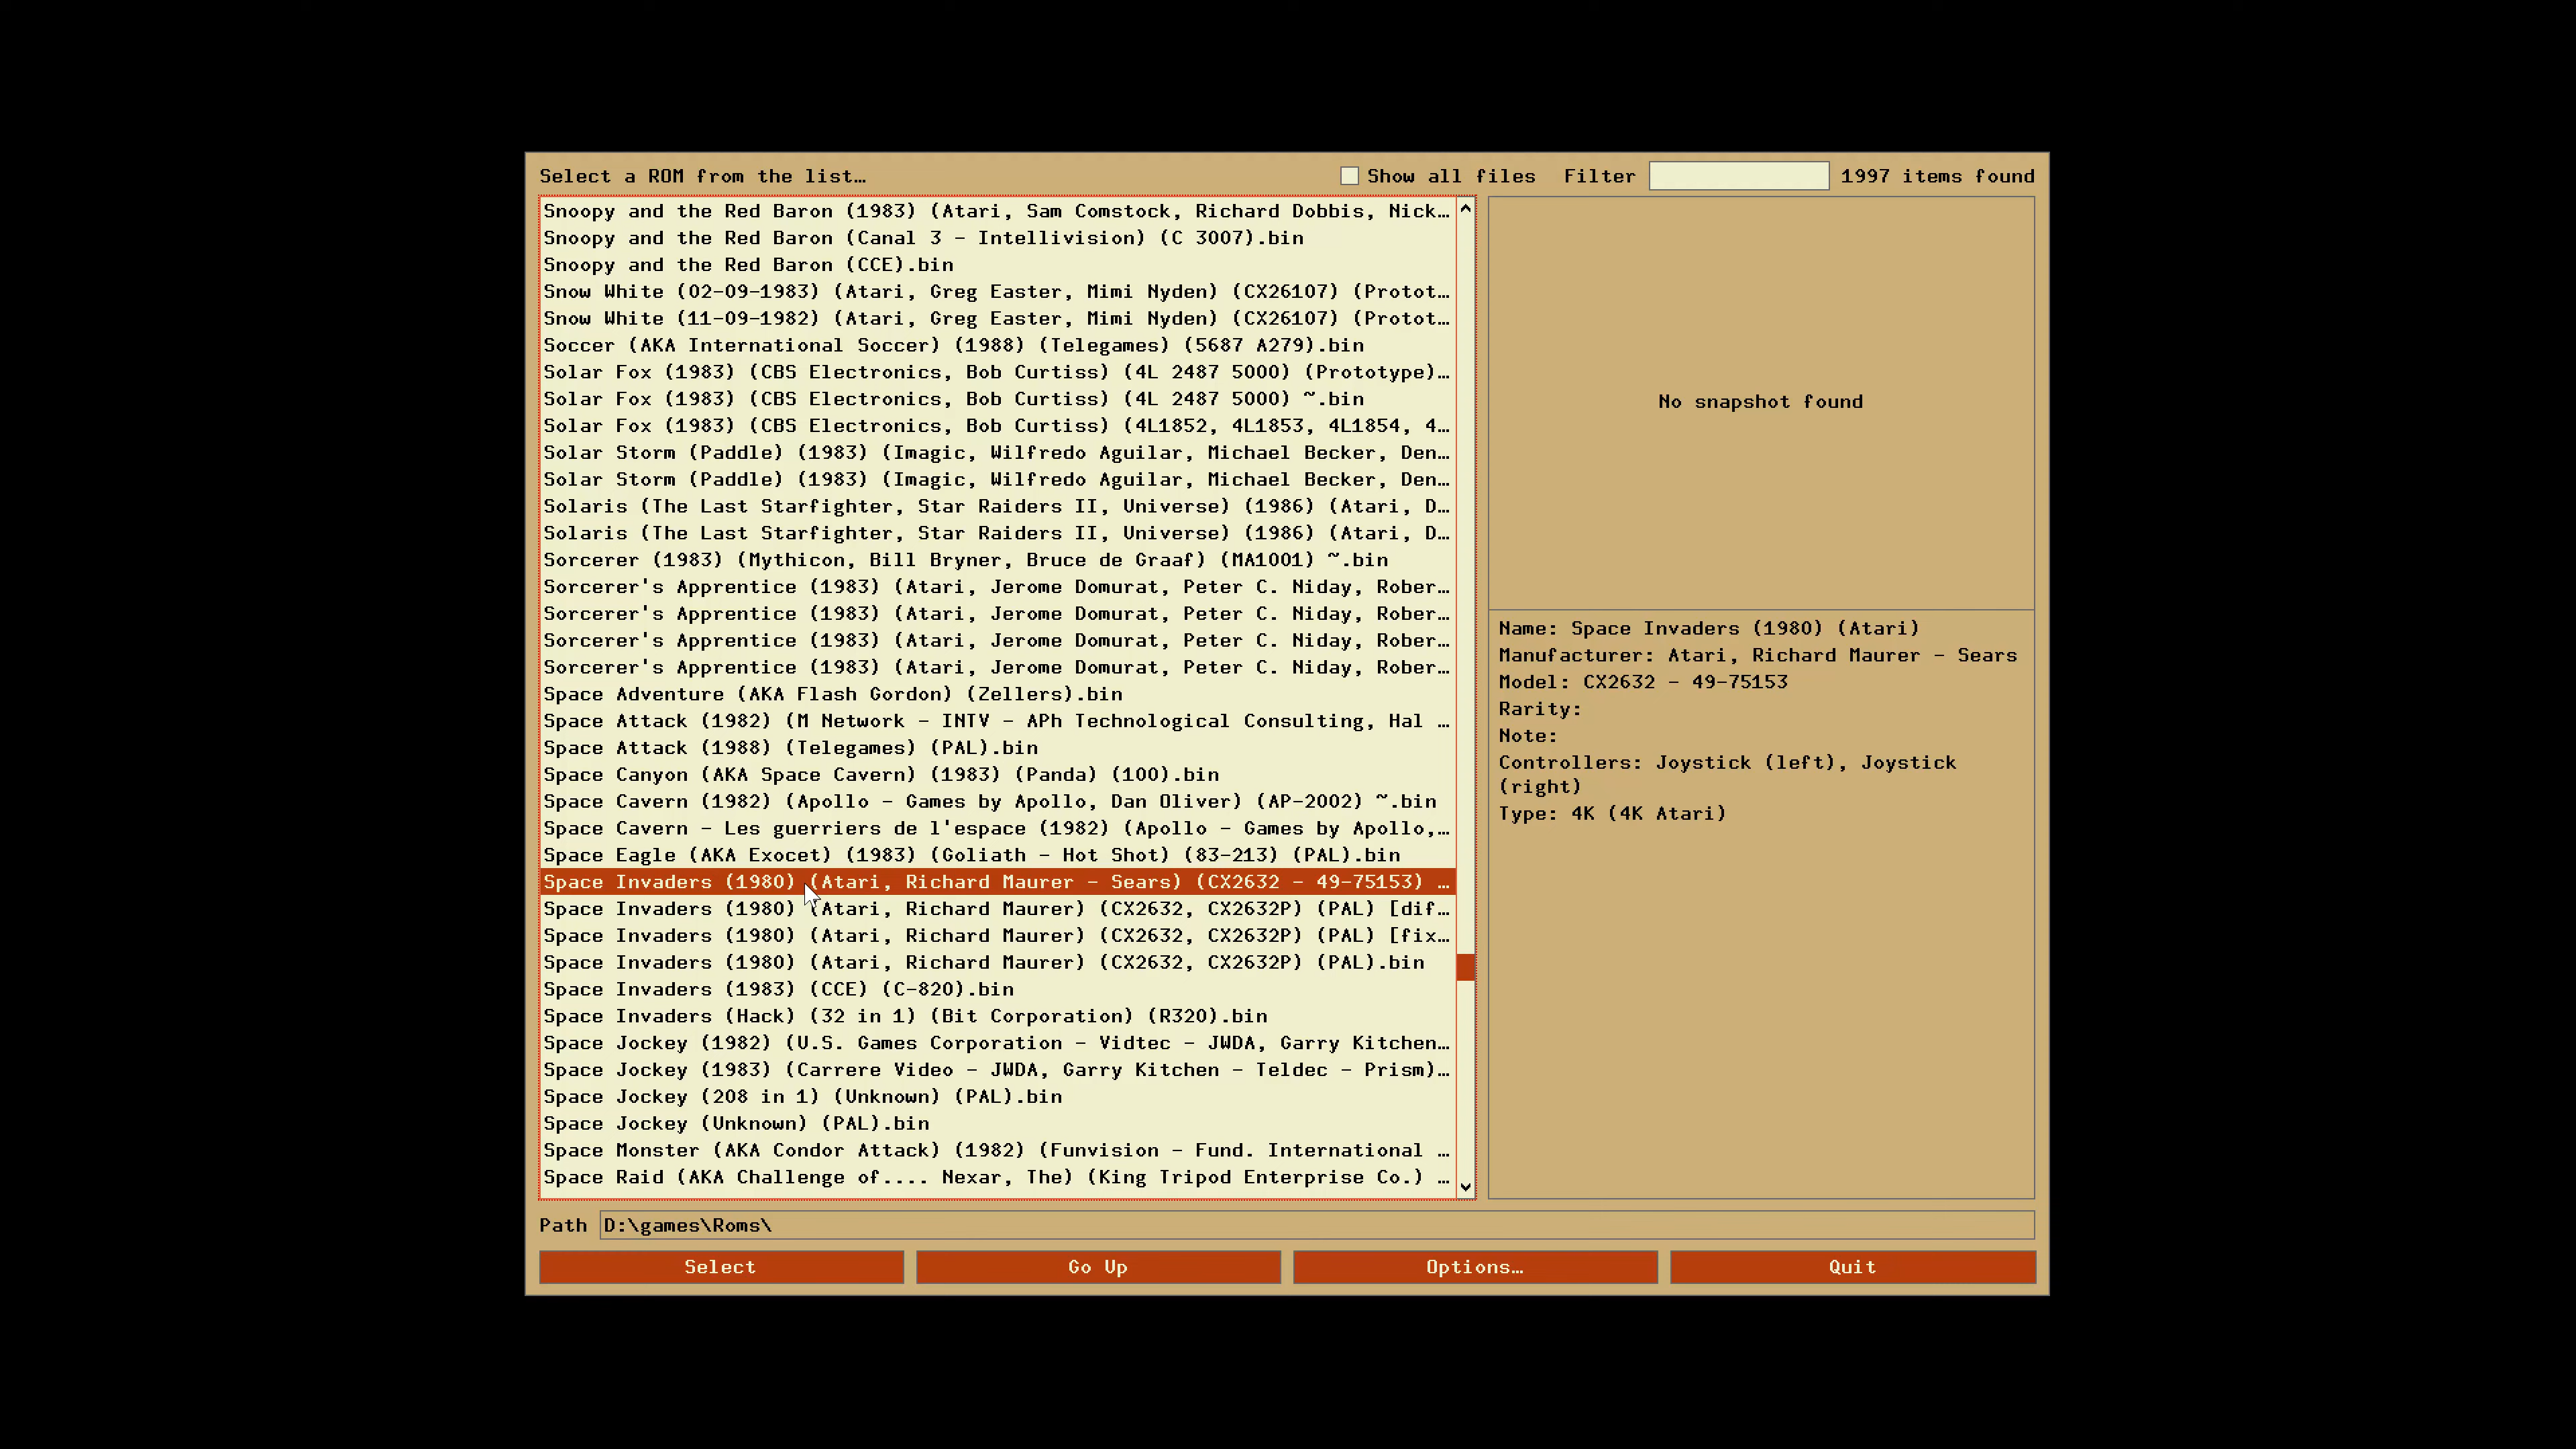 Select a ROM from the list…
Show all files Filter 1997 items found
Snoopy and the Red Baron (1983) (Atari, Sam Comstock, Richard Dobbis, Nick…
Snoopy and the Red Baron (Canal 3 - Intellivision) (C 3007).bin
Snoopy and the Red Baron (CCE).bin
Snow White (02-09-1983) (Atari, Greg Easter, Mimi Nyden) (CX26107) (Protot…
Snow White (11-09-1982) (Atari, Greg Easter, Mimi Nyden) (CX26107) (Protot…
Soccer (AKA International Soccer) (1988) (Telegames) (5687 A279).bin
Solar Fox (1983) (CBS Electronics, Bob Curtiss) (4L 2487 5000) (Prototype)…
Solar Fox (1983) (CBS Electronics, Bob Curtiss) (4L 2487 5000) ~.bin
Solar Fox (1983) (CBS Electronics, Bob Curtiss) (4L1852, 4L1853, 4L1854, 4…
Solar Storm (Paddle) (1983) (Imagic, Wilfredo Aguilar, Michael Becker, Den…
Solar Storm (Paddle) (1983) (Imagic, Wilfredo Aguilar, Michael Becker, Den…
Solaris (The Last Starfighter, Star Raiders II, Universe) (1986) (Atari, D…
Solaris (The Last Starfighter, Star Raiders II, Universe) (1986) (Atari, D…
Sorcerer (1983) (Mythicon, Bill Bryner, Bruce de Graaf) (MA1001) ~.bin
Sorcerer's Apprentice (1983) (Atari, Jerome Domurat, Peter C. Niday, Rober…
Sorcerer's Apprentice (1983) (Atari, Jerome Domurat, Peter C. Niday, Rober…
Sorcerer's Apprentice (1983) (Atari, Jerome Domurat, Peter C. Niday, Rober…
Sorcerer's Apprentice (1983) (Atari, Jerome Domurat, Peter C. Niday, Rober…
Space Adventure (AKA Flash Gordon) (Zellers).bin
Space Attack (1982) (M Network - INTV - APh Technological Consulting, Hal …
Space Attack (1988) (Telegames) (PAL).bin
Space Canyon (AKA Space Cavern) (1983) (Panda) (100).bin
Space Cavern (1982) (Apollo - Games by Apollo, Dan Oliver) (AP-2002) ~.bin
Space Cavern - Les guerriers de l'espace (1982) (Apollo - Games by Apollo,…
Space Eagle (AKA Exocet) (1983) (Goliath - Hot Shot) (83-213) (PAL).bin
Space Invaders (1980) (Atari, Richard Maurer - Sears) (CX2632 - 49-75153) …
Space Invaders (1980) (Atari, Richard Maurer) (CX2632, CX2632P) (PAL) [dif…
Space Invaders (1980) (Atari, Richard Maurer) (CX2632, CX2632P) (PAL) [fix…
Space Invaders (1980) (Atari, Richard Maurer) (CX2632, CX2632P) (PAL).bin
Space Invaders (1983) (CCE) (C-820).bin
Space Invaders (Hack) (32 in 1) (Bit Corporation) (R320).bin
Space Jockey (1982) (U.S. Games Corporation - Vidtec - JWDA, Garry Kitchen…
Space Jockey (1983) (Carrere Video - JWDA, Garry Kitchen - Teldec - Prism)…
Space Jockey (208 in 1) (Unknown) (PAL).bin
Space Jockey (Unknown) (PAL).bin
Space Monster (AKA Condor Attack) (1982) (Funvision - Fund. International …
Space Raid (AKA Challenge of.... Nexar, The) (King Tripod Enterprise Co.) …
No snapshot found
Name: Space Invaders (1980) (Atari)
Manufacturer: Atari, Richard Maurer - Sears
Model: CX2632 - 49-75153
Rarity:
Note:
Controllers: Joystick (left), Joystick
(right)
Type: 4K (4K Atari)
Path D:\games\Roms\
Select Go Up Options… Quit